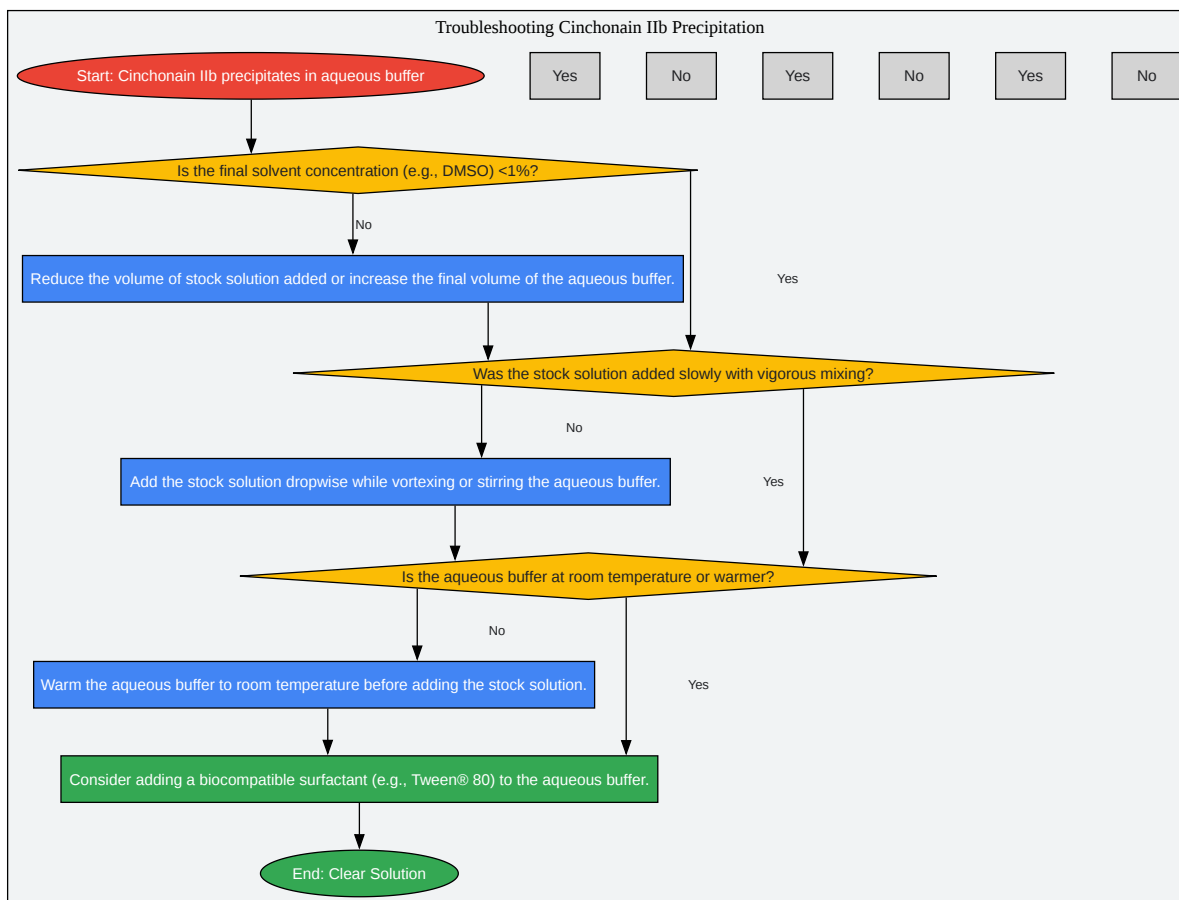 Troubleshooting Cinchonain IIb Precipitation
Start: Cinchonain IIb precipitates in aqueous buffer
Yes
No
Yes
No
Yes
No
Is the final solvent concentration (e.g., DMSO) <1%?
No
Reduce the volume of stock solution added or increase the final volume of the aqueous buffer.
Yes
Was the stock solution added slowly with vigorous mixing?
No
Add the stock solution dropwise while vortexing or stirring the aqueous buffer.
Yes
Is the aqueous buffer at room temperature or warmer?
No
Warm the aqueous buffer to room temperature before adding the stock solution.
Yes
Consider adding a biocompatible surfactant (e.g., Tween® 80) to the aqueous buffer.
End: Clear Solution